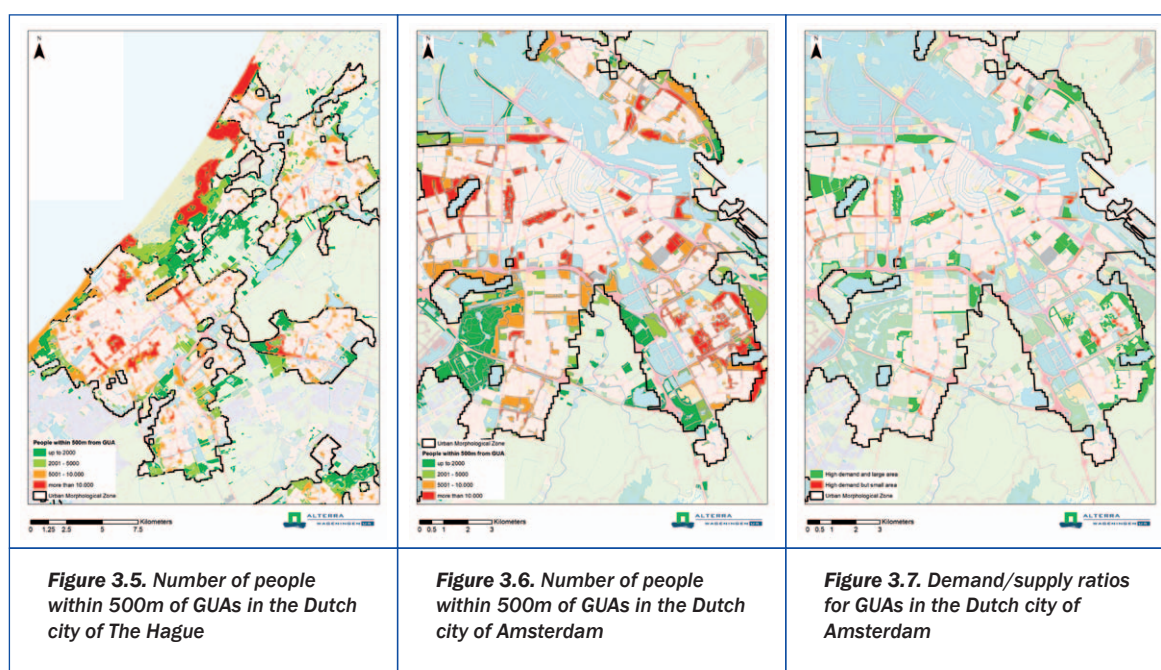 N
People within 500m from GUA
up to 2000
2001 - 5000
5001 - 10.000
more than 10.000
Urban Morphological Zone
Kilometers
0 1.25 2.5 5 7.5
ALTERRA
WAGENINGEN UR
Figure 3.5. Number of people
within 500m of GUAs in the Dutch
city of The Hague
N
Urban Morphological Zone
People within 500m from GUA
up to 2000
2001 - 5000
5001 - 10.000
more than 10.000
Kilometers
0 0.5 1 2 3
ALTERRA
WAGENINGEN UR
Figure 3.6. Number of people
within 500m of GUAs in the Dutch
city of Amsterdam
N
High demand and large area
High demand but small area
Urban Morphological Zone
Kilometers
0 0.5 1 2 3
ALTERRA
WAGENINGEN UR
Figure 3.7. Demand/supply ratios
for GUAs in the Dutch city of
Amsterdam